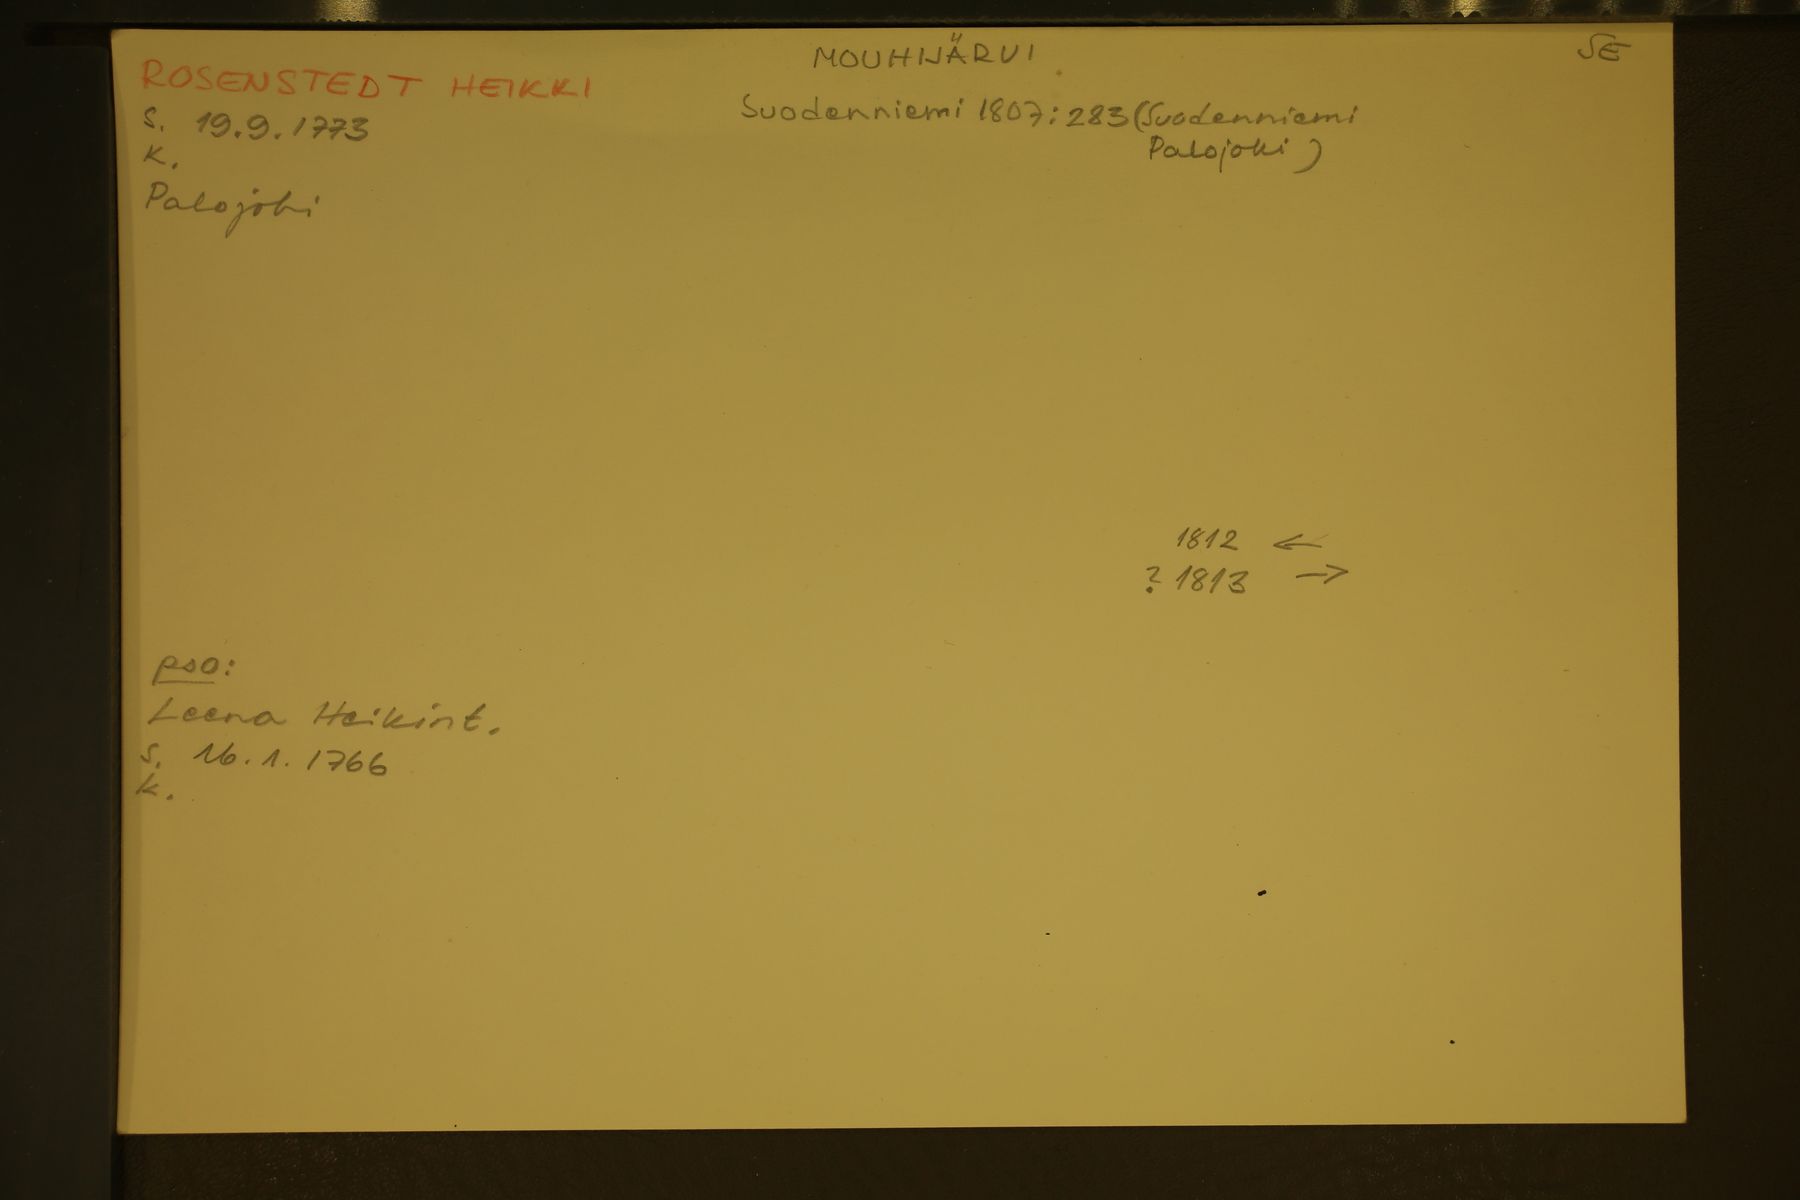 MOUHIJÄRVI
SE
ROSENSTEDT HEIKKI
s. 19.9.1773
k.
Palojoki
Suodenniemi 1807:283 (Suodenniemi
Palojoki)
1812 ←
? 1813 →
pso:
Leena Heikint.
s. 16.1.1766
k.